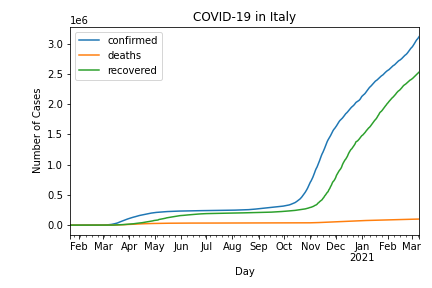 COVID-19 in Italy
1e6
confirmed
deaths
recovered
3.0
2.5
2.0
1.5
1.0
0.5
0.0
Number of Cases
Feb Mar Apr May Jun Jul Aug Sep Oct Nov Dec Jan Feb Mar
2021
Day